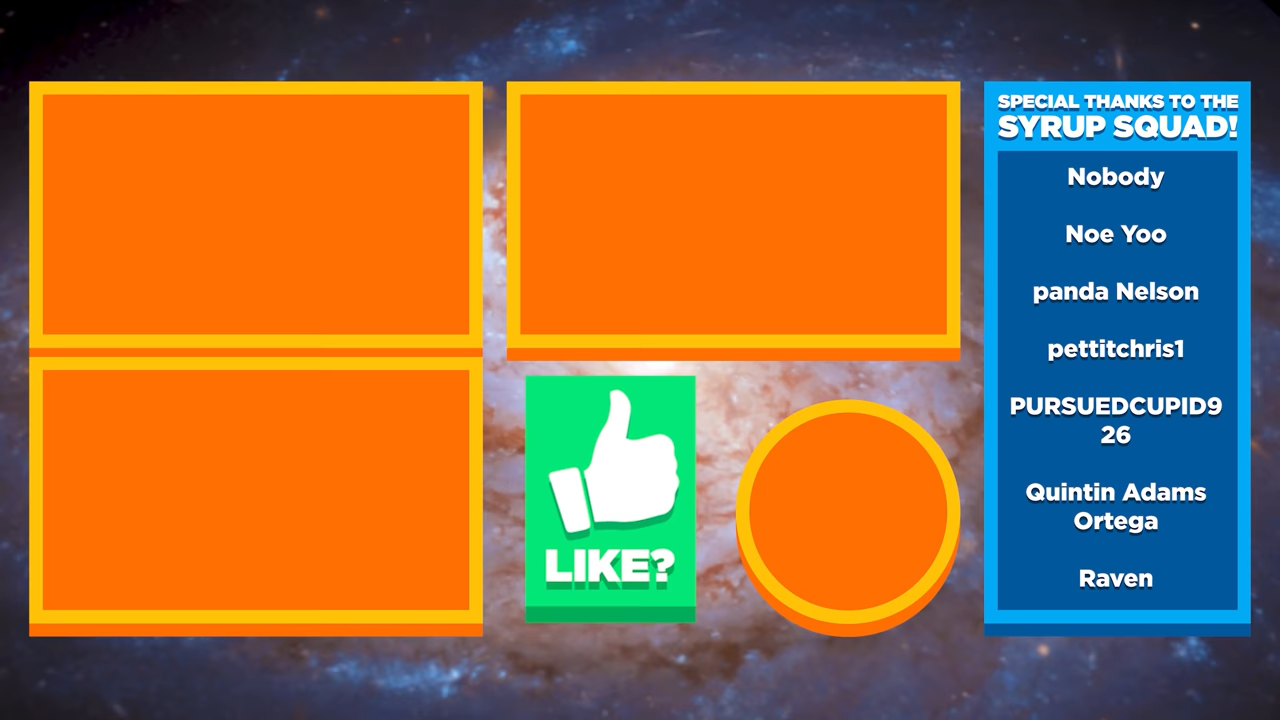 SPECIAL THANKS TO THE
SYRUP SQUAD!
Nobody
Noe Yoo
panda Nelson
pettitchris1
PURSUEDCUPID9
26
Quintin Adams
Ortega
Raven
LIKE?